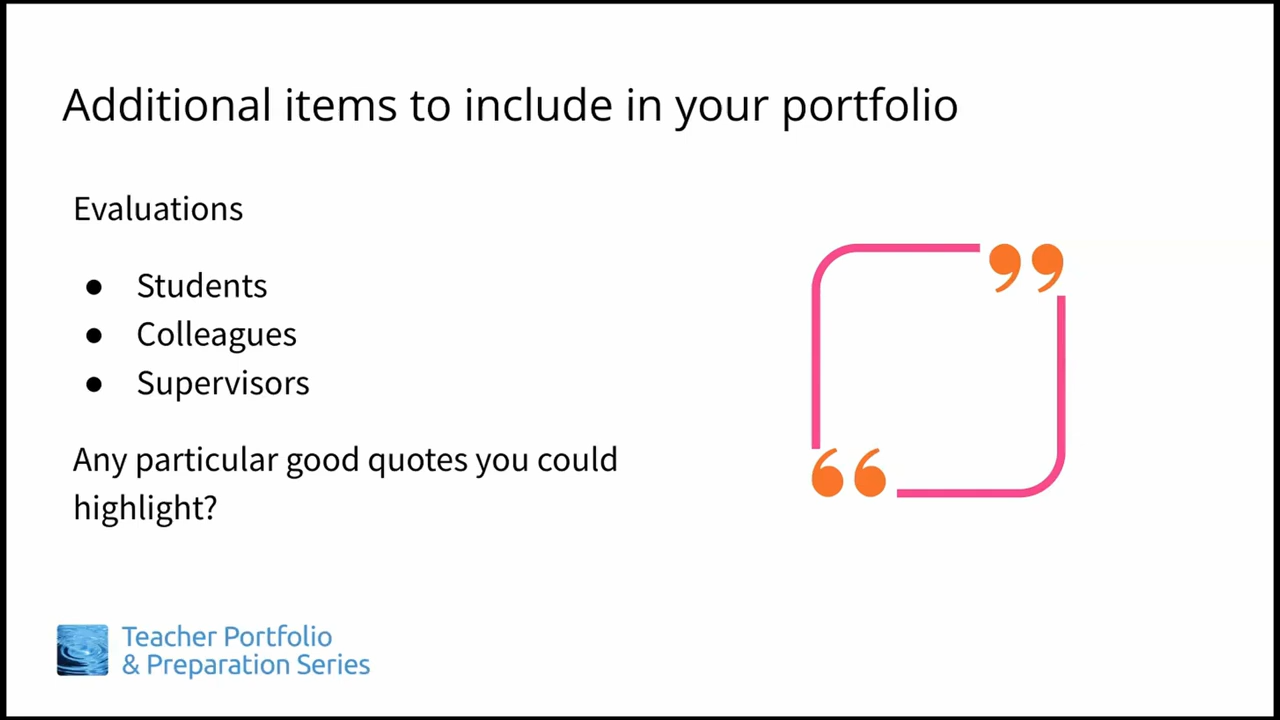 Additional items to include in your portfolio
Evaluations
● Students
● Colleagues
● Supervisors
Any particular good quotes you could
highlight?
Teacher Portfolio
& Preparation Series